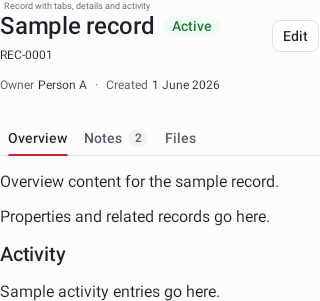 Record with tabs, details and activity
Sample record Active
Edit
REC-0001
Owner Person A · Created 1 June 2026
Overview Notes 2 Files
Overview content for the sample record.
Properties and related records go here.
Activity
Sample activity entries go here.